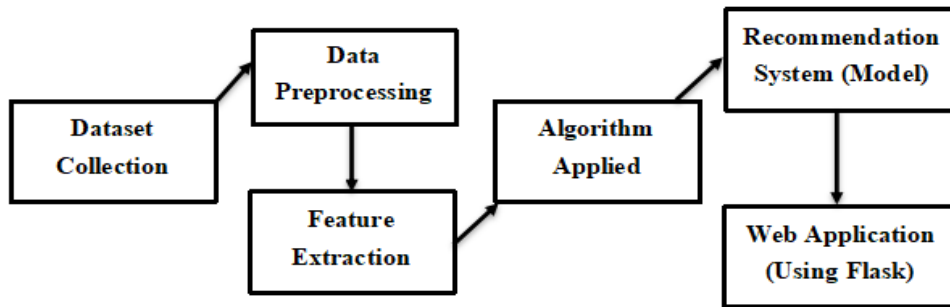 Dataset
Collection
Data
Preprocessing
Feature
Extraction
Algorithm
Applied
Recommendation
System (Model)
Web Application
(Using Flask)